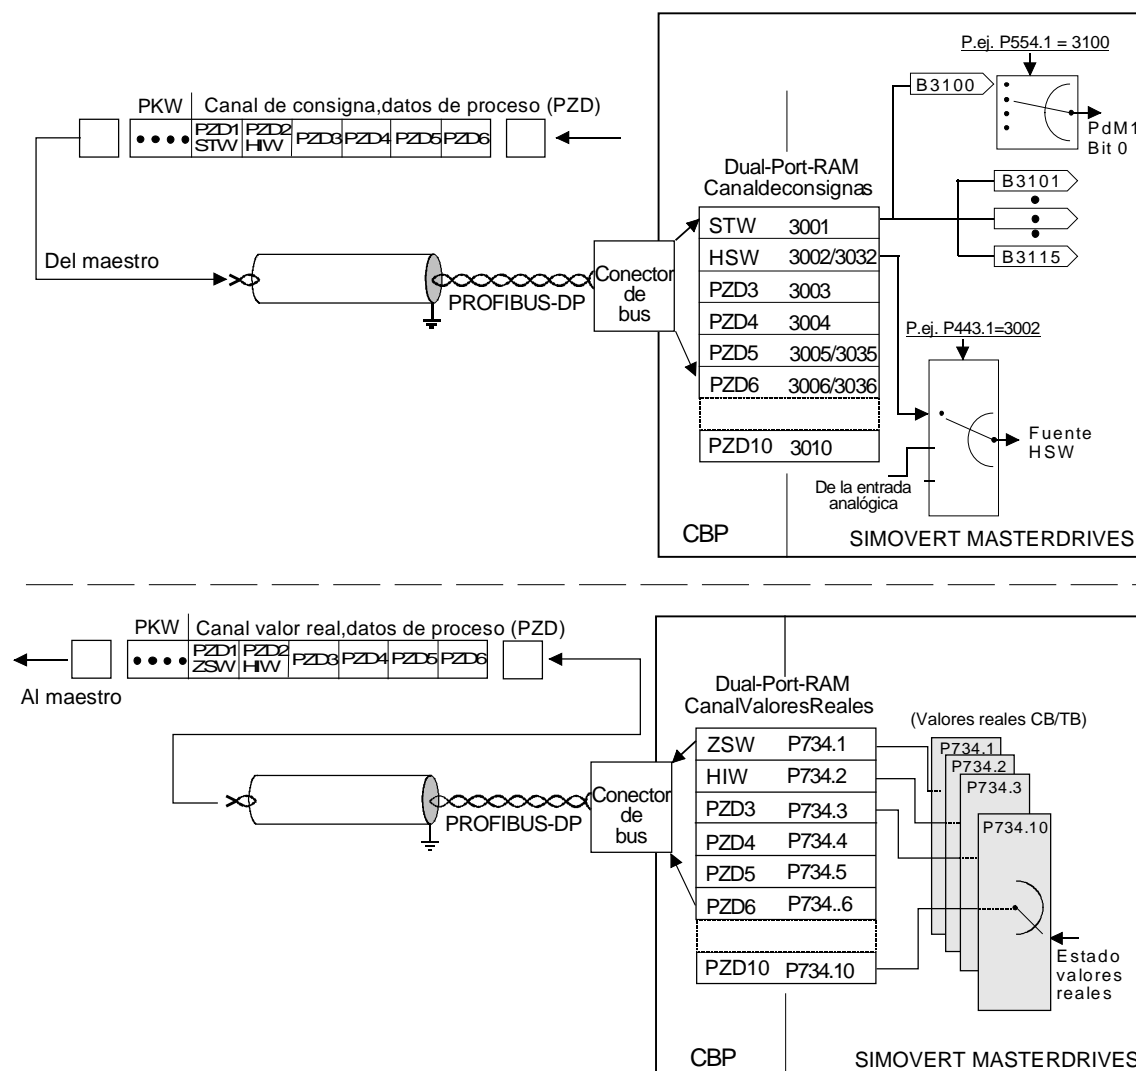 P.ej. P554.1 = 3100
B3100
PdM1
Bit 0
PKW Canal de consigna,datos de proceso (PZD)
PZD1 STW
PZD2 HIW
PZD3 PZD4 PZD5 PZD6
B3101
B3115
Dual-Port-RAM
Canaldeconsignas
STW 3001
HSW 3002/3032
PZD3 3003
PZD4 3004
PZD5 3005/3035
PZD6 3006/3036
PZD10 3010
Del maestro
PROFIBUS-DP
Conector
de
bus
P.ej. P443.1=3002
Fuente
HSW
De la entrada
analógica
CBP
SIMOVERT MASTERDRIVES
PKW Canal valor real,datos de proceso (PZD)
PZD1 ZSW
PZD2 HIW
PZD3 PZD4 PZD5 PZD6
Al maestro
PROFIBUS-DP
Conector
de
bus
Dual-Port-RAM
CanalValoresReales
ZSW P734.1
HIW P734.2
PZD3 P734.3
PZD4 P734.4
PZD5 P734.5
PZD6 P734..6
PZD10 P734.10
(Valores reales CB/TB)
P734.1
P734.2
P734.3
P734.10
Estado
valores
reales
CBP
SIMOVERT MASTERDRIVES